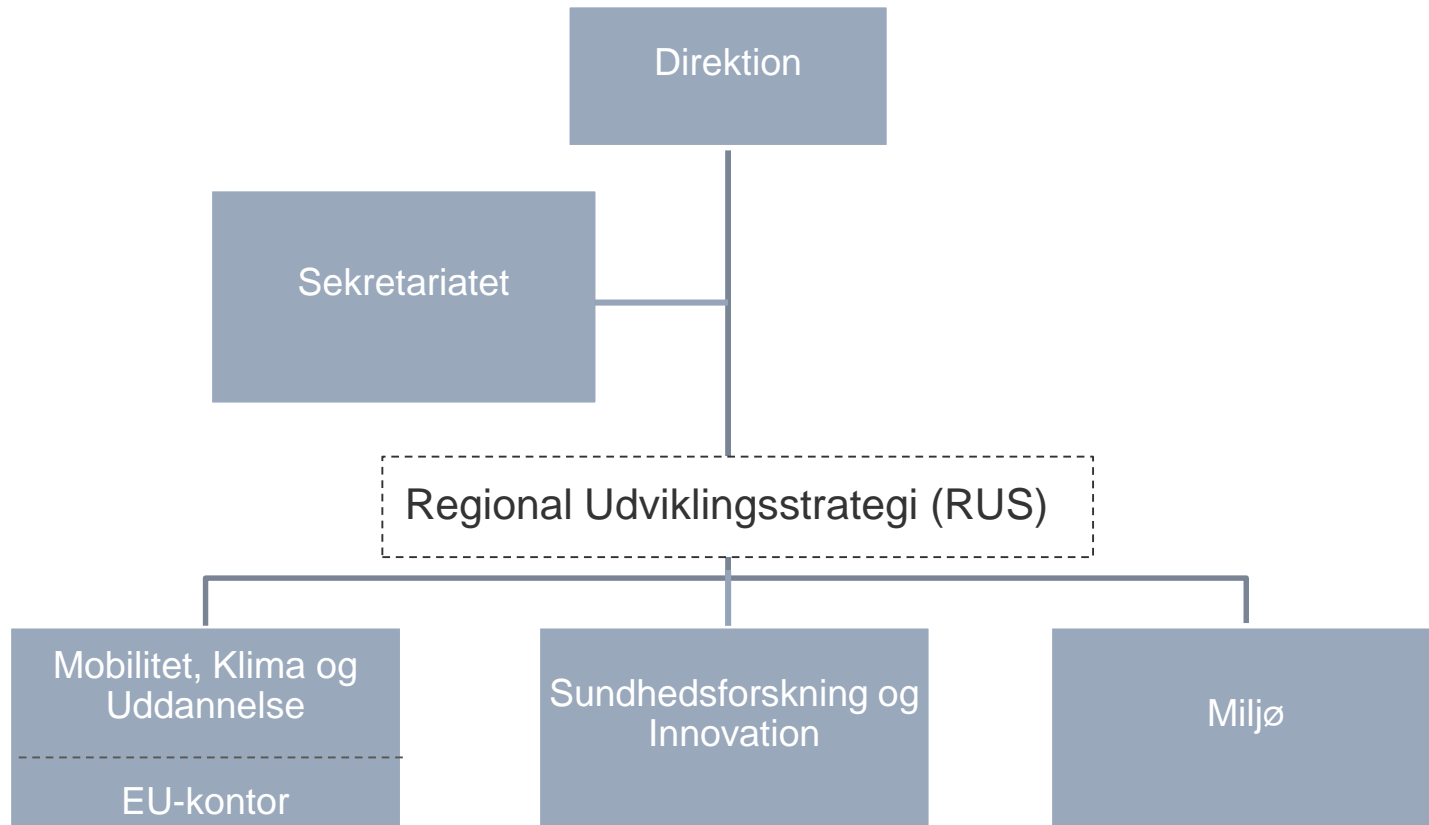 Direktion
Sekretariatet
Regional Udviklingsstrategi (RUS)
Mobilitet, Klima og
Uddannelse
EU-kontor
Sundhedsforskning og
Innovation
Miljø